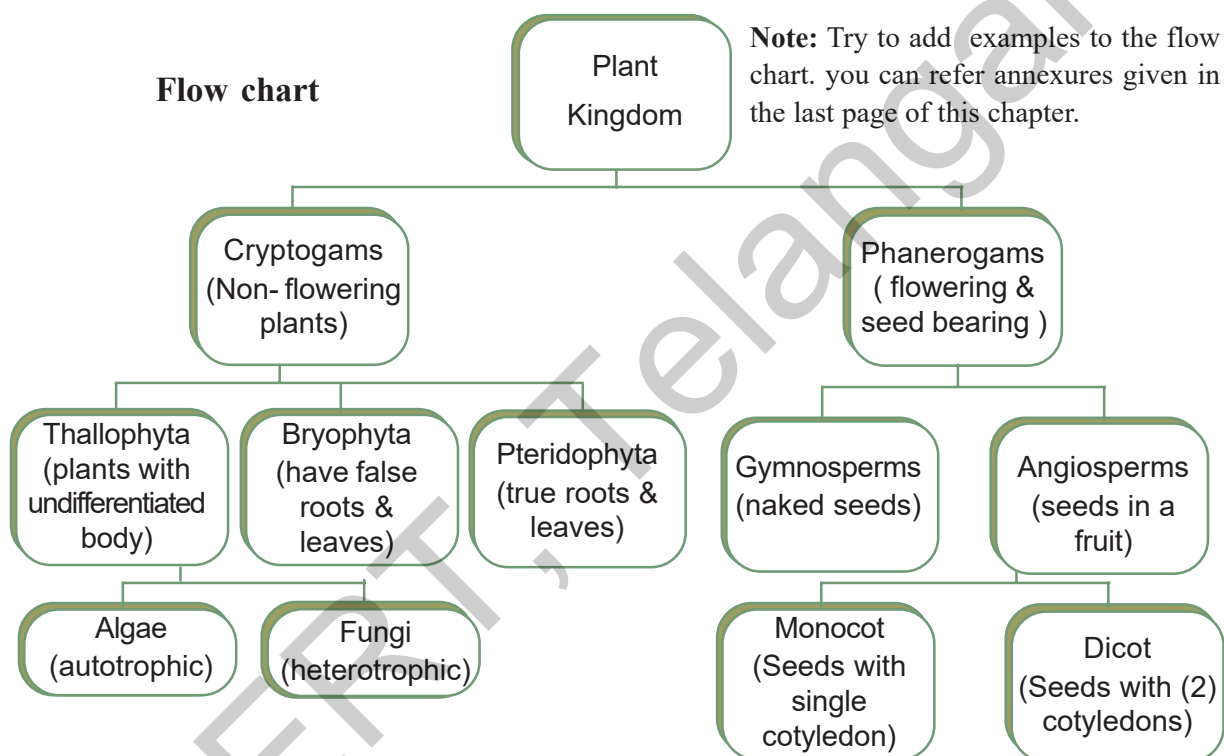 Flow chart
Plant
Kingdom
Note: Try to add examples to the flow
chart. you can refer annexures given in
the last page of this chapter.
Cryptogams
(Non- flowering
plants)
Phanerogams
( flowering &
seed bearing )
Thallophyta
(plants with
undifferentiated
body)
Bryophyta
(have false
roots &
leaves)
Pteridophyta
(true roots &
leaves)
Gymnosperms
(naked seeds)
Angiosperms
(seeds in a
fruit)
Algae
(autotrophic)
Fungi
(heterotrophic)
Monocot
(Seeds with
single
cotyledon)
Dicot
(Seeds with (2)
cotyledons)
ERT, Telanga